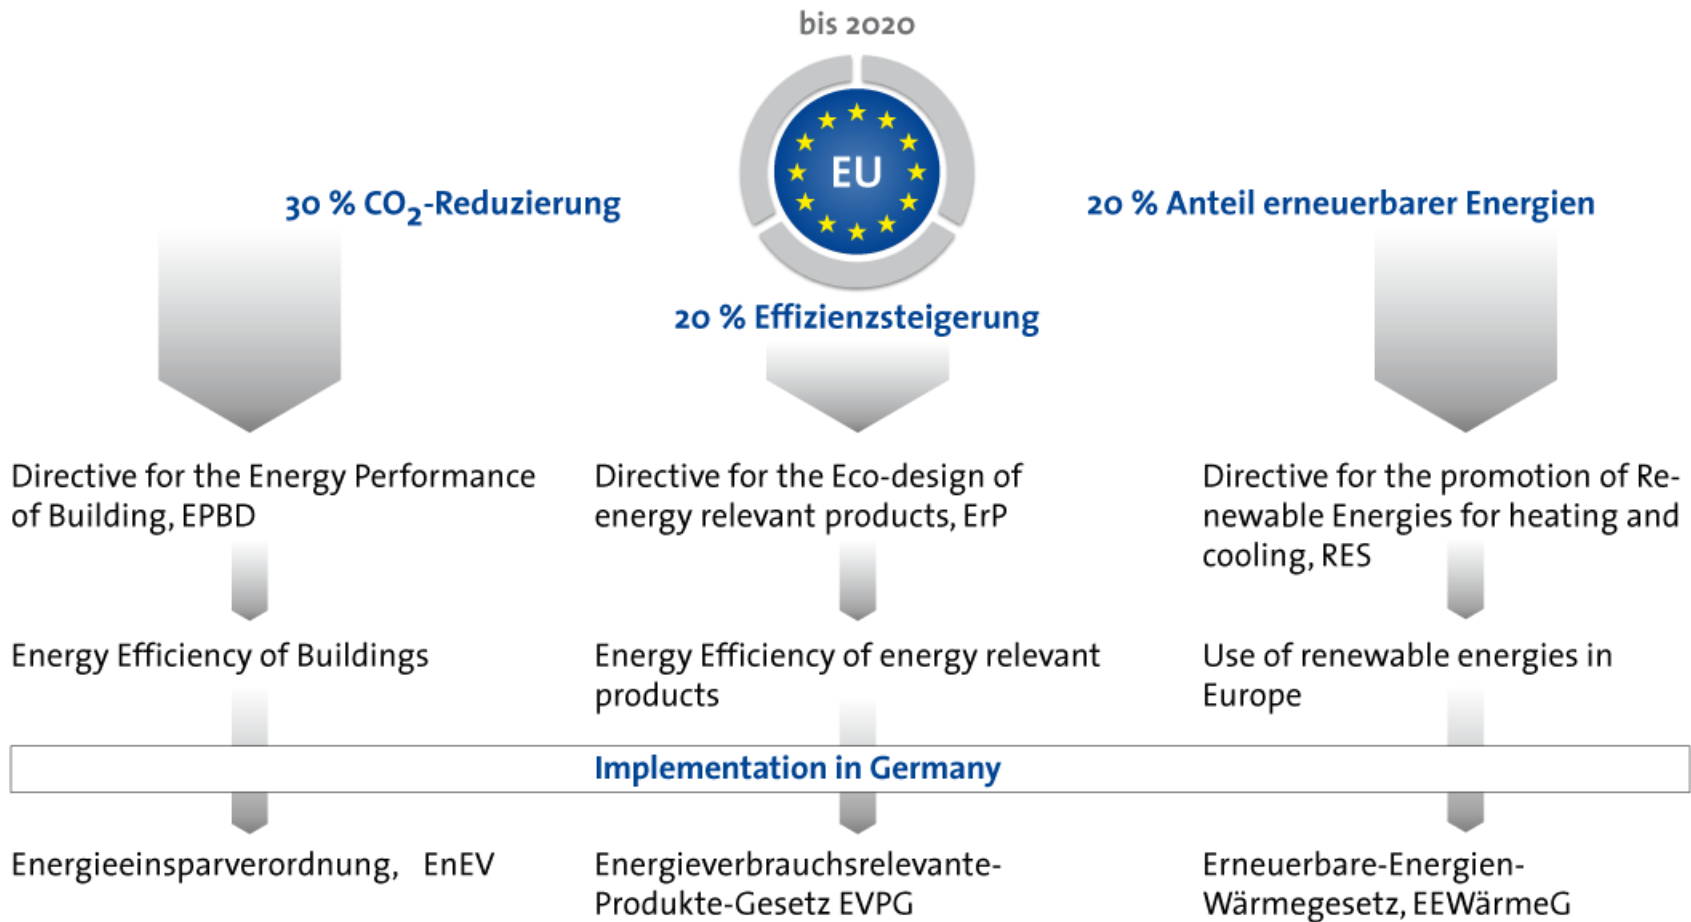 bis 2020
EU
30 % CO₂-Reduzierung
20 % Anteil erneuerbarer Energien
20 % Effizienzsteigerung
Directive for the Energy Performance
of Building, EPBD
Directive for the Eco-design of
energy relevant products, ErP
Directive for the promotion of Re-
newable Energies for heating and
cooling, RES
Energy Efficiency of Buildings
Energy Efficiency of energy relevant
products
Use of renewable energies in
Europe
Implementation in Germany
Energieeinsparverordnung, EnEV
Energieverbrauchsrelevante-
Produkte-Gesetz EVPG
Erneuerbare-Energien-
Wärmegesetz, EEWärmeG